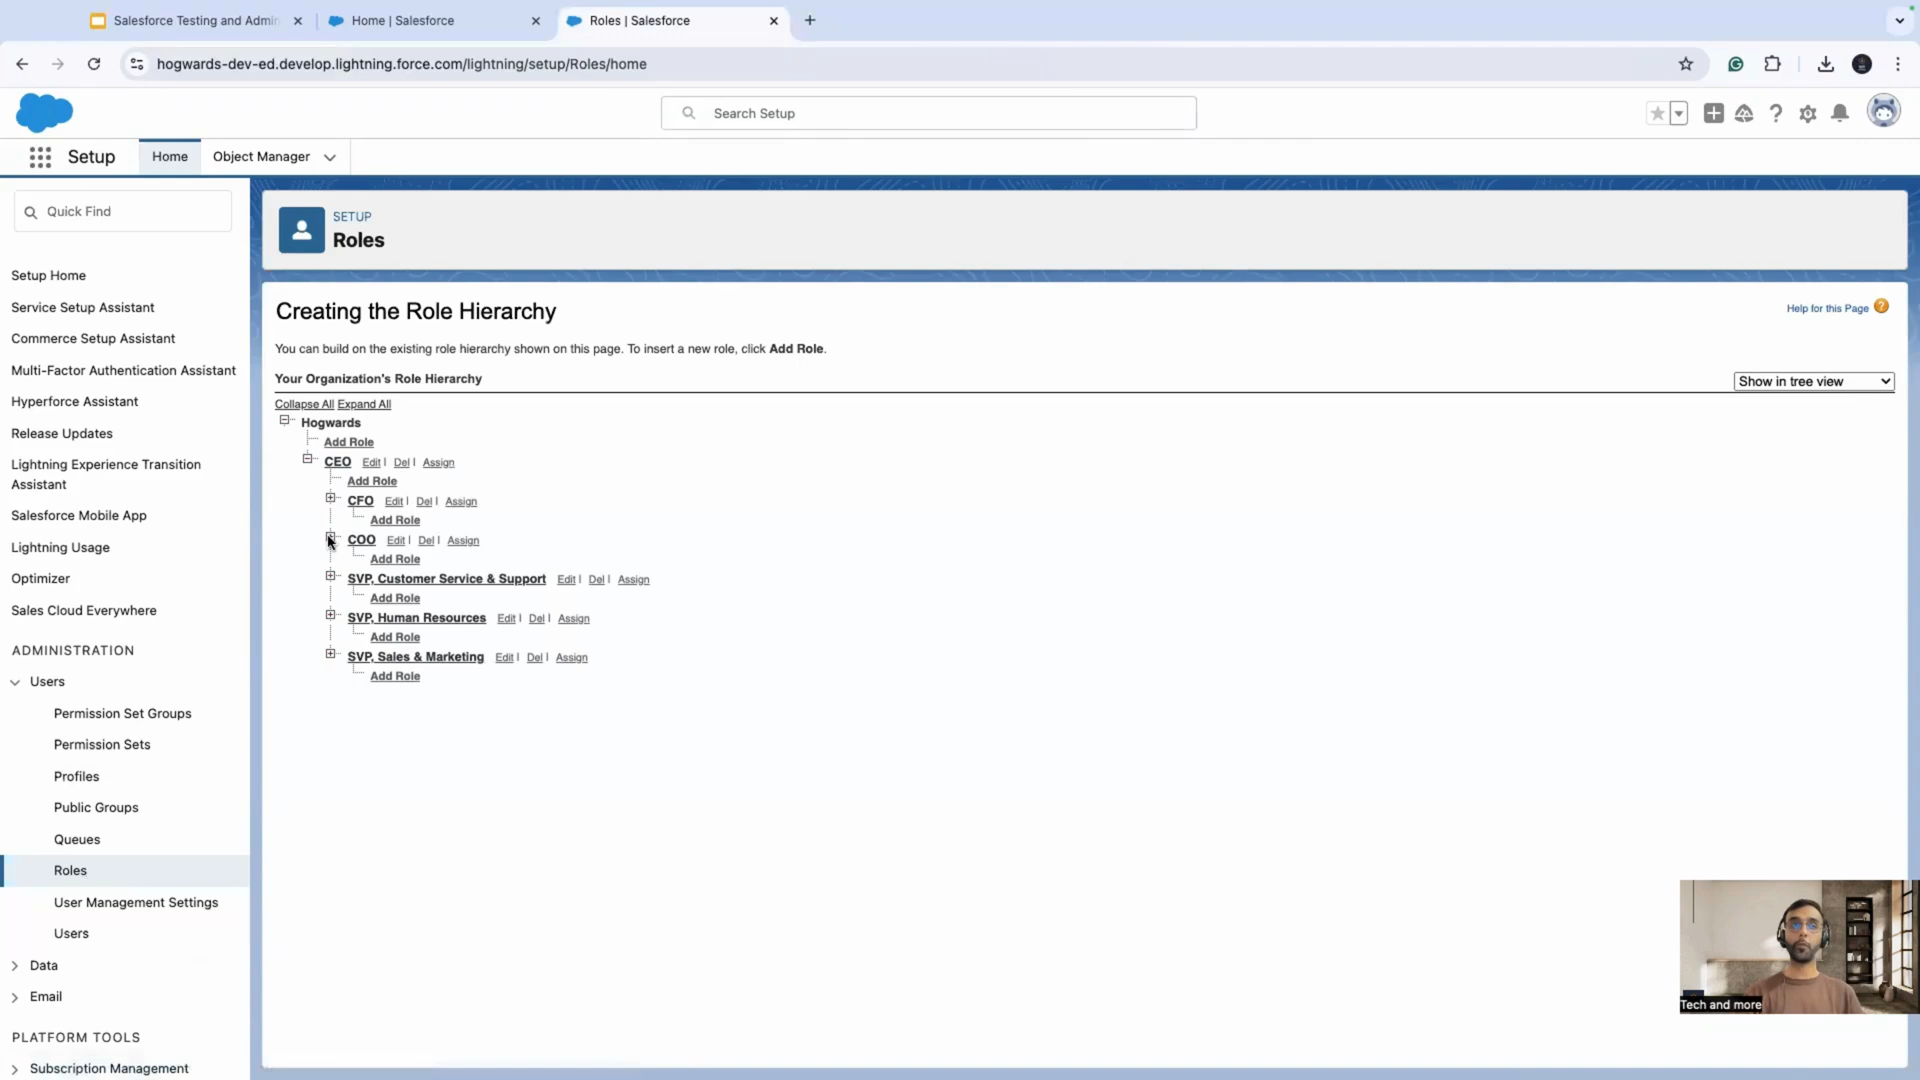 Salesforce Testing and Admin
Home | Salesforce
Roles | Salesforce
hogwards-dev-ed.develop.lightning.force.com/lightning/setup/Roles/home
Search Setup
Setup
Home
Object Manager
Quick Find
Setup Home
Service Setup Assistant
Commerce Setup Assistant
Multi-Factor Authentication Assistant
Hyperforce Assistant
Release Updates
Lightning Experience Transition
Assistant
Salesforce Mobile App
Lightning Usage
Optimizer
Sales Cloud Everywhere
ADMINISTRATION
Users
Permission Set Groups
Permission Sets
Profiles
Public Groups
Queues
Roles
User Management Settings
Users
Data
Email
PLATFORM TOOLS
Subscription Management
SETUP
Roles
Creating the Role Hierarchy
Help for this Page
You can build on the existing role hierarchy shown on this page. To insert a new role, click Add Role.
Your Organization's Role Hierarchy
Show in tree view
Collapse All Expand All
Hogwards
Add Role
CEO Edit | Del | Assign
Add Role
CFO Edit | Del | Assign
Add Role
COO Edit | Del | Assign
Add Role
SVP, Customer Service & Support Edit | Del | Assign
Add Role
SVP, Human Resources Edit | Del | Assign
Add Role
SVP, Sales & Marketing Edit | Del | Assign
Add Role
Tech and more